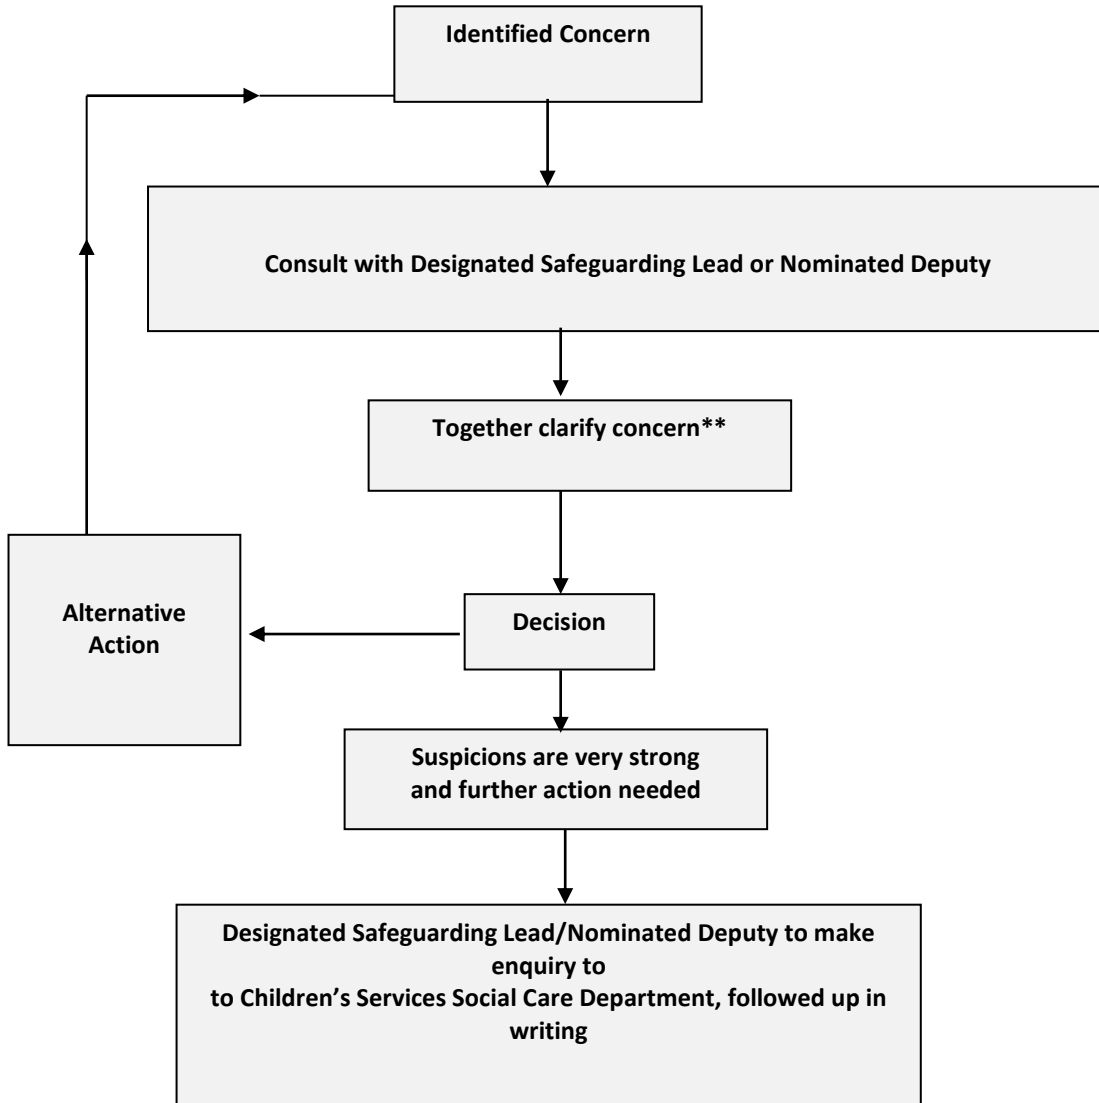 Identified Concern
Consult with Designated Safeguarding Lead or Nominated Deputy
Together clarify concern**
Alternative
Action
Decision
Suspicions are very strong
and further action needed
Designated Safeguarding Lead/Nominated Deputy to make
enquiry to
to Children’s Services Social Care Department, followed up in
writing